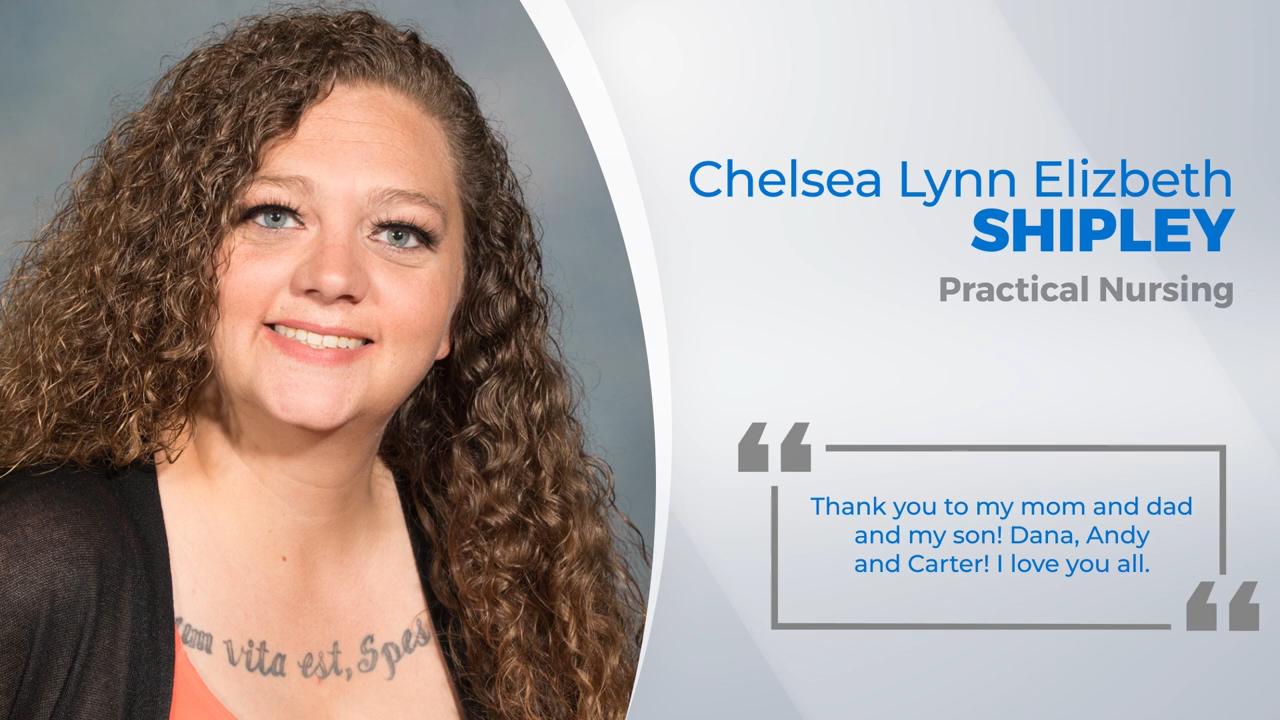 Chelsea Lynn Elizbeth
SHIPLEY
Practical Nursing
Thank you to my mom and dad
and my son! Dana, Andy
and Carter! I love you all.
vita est, Spes